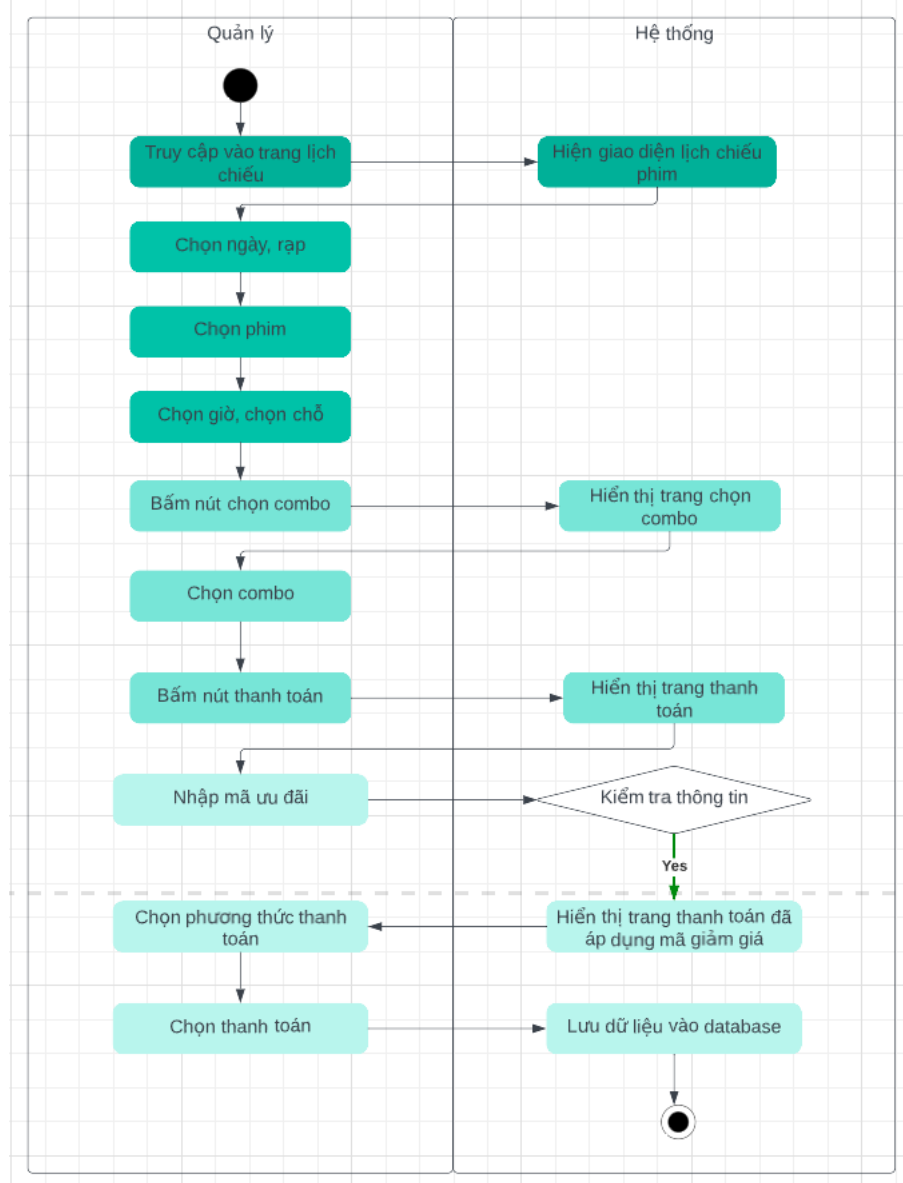 Quản lý
Hệ thống
Truy cập vào trang lịch
chiếu
Hiện giao diện lịch chiếu
phim
Chọn ngày, rạp
Chọn phim
Chọn giờ, chọn chỗ
Bấm nút chọn combo
Hiển thị trang chọn
combo
Chọn combo
Bấm nút thanh toán
Hiển thị trang thanh
toán
Nhập mã ưu đãi
Kiểm tra thông tin
Yes
Hiển thị trang thanh toán đã
áp dụng mã giảm giá
Chọn phương thức thanh
toán
Chọn thanh toán
Lưu dữ liệu vào database